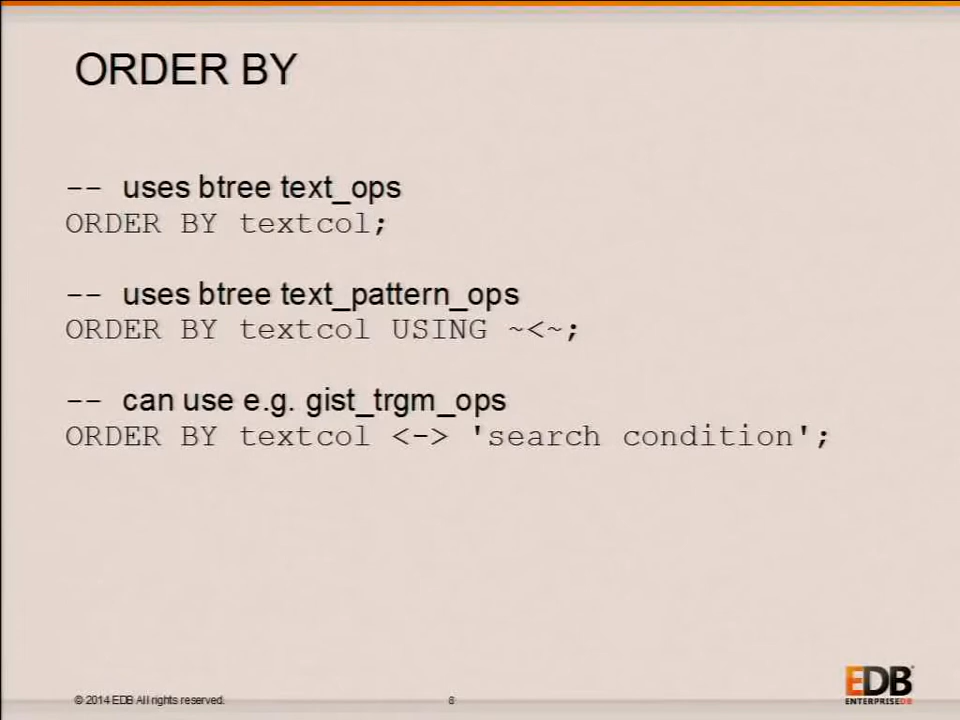 ORDER BY
-- uses btree text_ops
ORDER BY textcol;
-- uses btree text_pattern_ops
ORDER BY textcol USING ~<~;
-- can use e.g. gist_trgm_ops
ORDER BY textcol <-> 'search condition';
© 2014 EDB All rights reserved.
6
EDB
ENTERPRISEDB